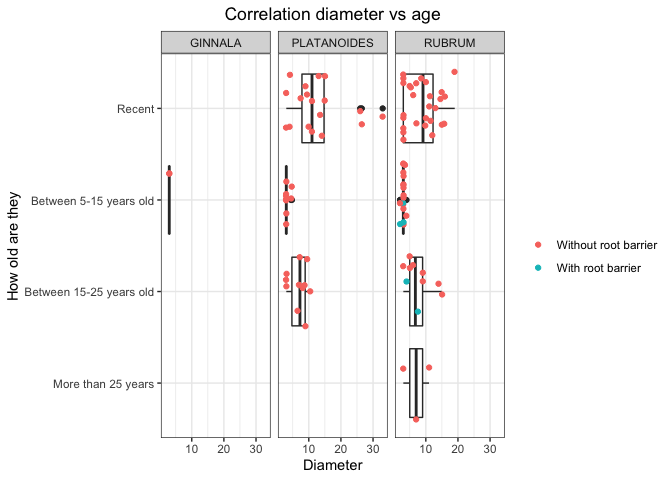 Correlation diameter vs age
GINNALA PLATANOIDES RUBRUM
Recent
Between 5-15 years old
Between 15-25 years old
More than 25 years
How old are they
Without root barrier
With root barrier
10 20 30 10 20 30 10 20 30
Diameter